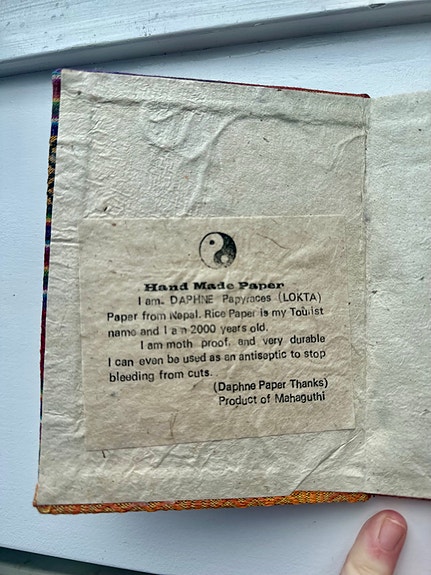 Hand Made Paper
I am. DAPHNE Papyraces (LOKTA)
Paper from Nepal. Rice Paper is my Tourist
name and I am 2000 years old.
I am moth proof. and very durable
I can even be used as an antiseptic to stop
bleeding from cuts.
(Daphne Paper Thanks)
Product of Mahaguthi